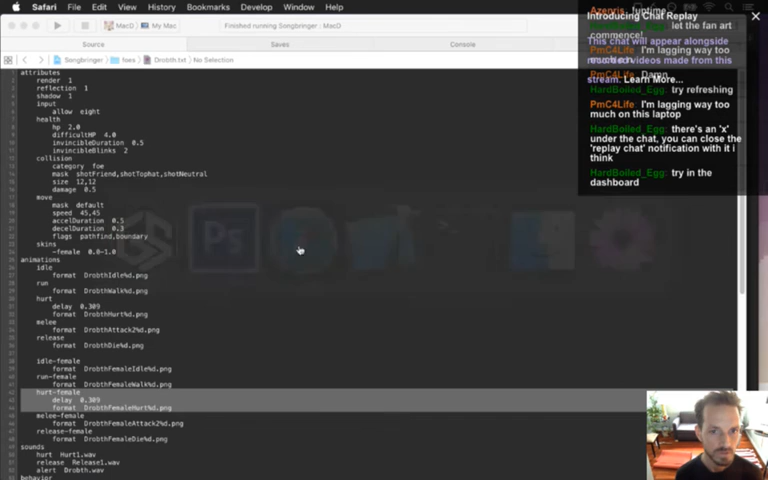 Safari File Edit View History Bookmarks Develop Window Help
MacD My Mac
Finished running Songbringer : MacD
Source Saves Console
Songbringer foes Drobth.txt No Selection
attributes
render 1
reflection 1
shadow 1
input
allow eight
health
hp 2.0
difficultHP 4.0
invincibleDuration 0.5
invincibleBlinks 2
collision
category foe
mask shotFriend,shotTophat,shotNeutral
size 12,12
damage 0.5
move
mask default
speed 45,45
accelDuration 0.5
decelDuration 0.3
flags pathfind,boundary
skins
-female 0.0-1.0
animations
idle
format DrobthIdle%d.png
run
format DrobthWalk%d.png
hurt
delay 0.309
format DrobthHurt%d.png
melee
format DrobthAttack2%d.png
release
format DrobthDie%d.png
idle-female
format DrobthFemaleIdle%d.png
run-female
format DrobthFemaleWalk%d.png
hurt-female
delay 0.309
format DrobthFemaleHurt%d.png
melee-female
format DrobthFemaleAttack2%d.png
release-female
format DrobthFemaleDie%d.png
sounds
hurt Hurt1.wav
release Release1.wav
alert Drobth.wav
behavior
Ps
Introducing Chat Replay
let the fan art
commence!
This chat will appear alongside
videos made from this
stream. Learn More...
PmC4Life: I'm lagging way too
PmC4Life: Damn
HardBoiled_Egg: try refreshing
PmC4Life: I'm lagging way too
much on this laptop
HardBoiled_Egg: there's an 'x'
under the chat, you can close the
'replay chat' notification with it i
think
HardBoiled_Egg: try in the
dashboard